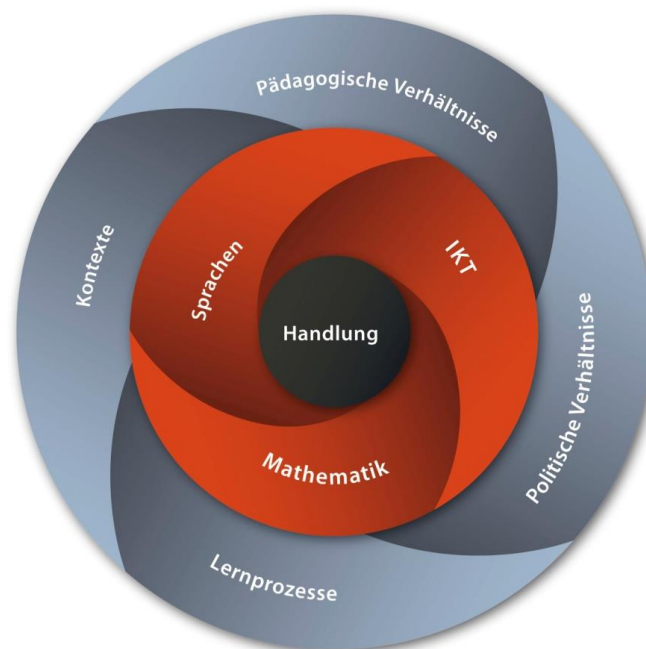 Pädagogische Verhältnisse
Kontexte
Sprachen
IKT
Handlung
Politische Verhältnisse
Mathematik
Lernprozesse